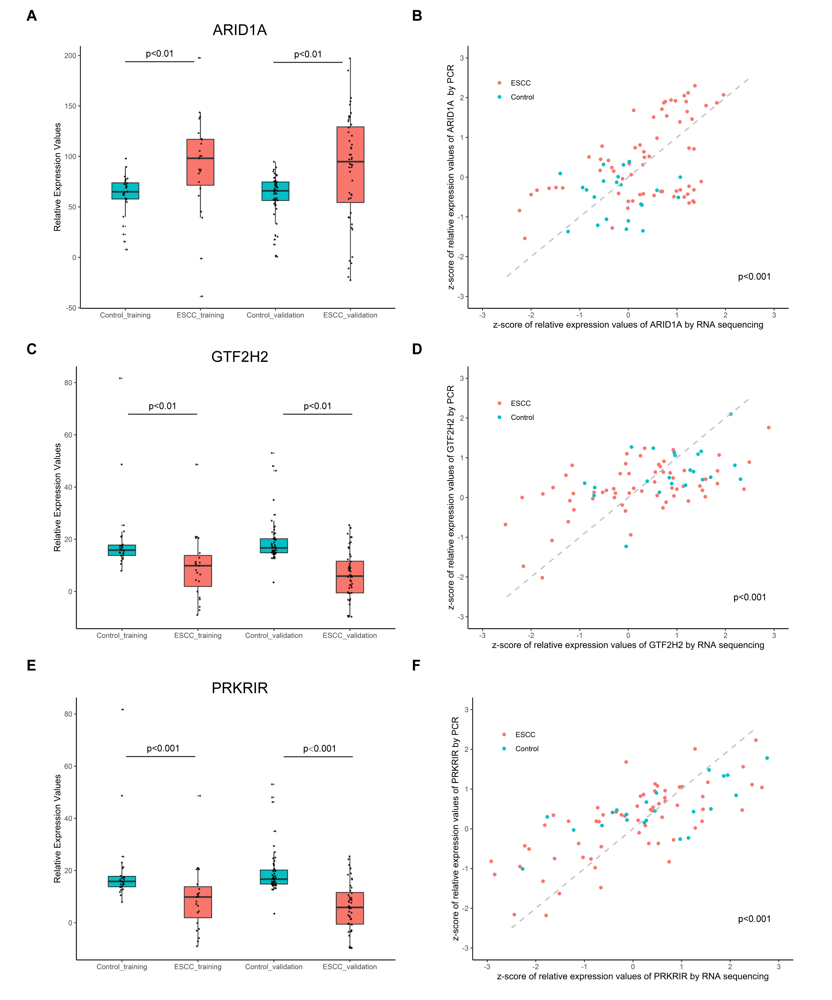 A
ARID1A
200
150
100
50
0
-50
Relative Expression Values
p<0.01
p<0.01
Control_training
ESCC_training
Control_validation
ESCC_validation
B
3
2
1
0
-1
-2
-3
z-score of relative expression values of ARID1A by PCR
ESCC
Control
p<0.001
-3
-2
-1
0
1
2
3
z-score of relative expression values of ARID1A by RNA sequencing
C
GTF2H2
80
60
40
20
0
Relative Expression Values
p<0.01
p<0.01
Control_training
ESCC_training
Control_validation
ESCC_validation
D
3
2
1
0
-1
-2
-3
z-score of relative expression values of GTF2H2 by PCR
ESCC
Control
p<0.001
-3
-2
-1
0
1
2
3
z-score of relative expression values of GTF2H2 by RNA sequencing
E
PRKRIR
80
60
40
20
0
Relative Expression Values
p<0.001
p<0.001
Control_training
ESCC_training
Control_validation
ESCC_validation
F
3
2
1
0
-1
-2
-3
z-score of relative expression values of PRKRIR by PCR
ESCC
Control
p<0.001
-3
-2
-1
0
1
2
3
z-score of relative expression values of PRKRIR by RNA sequencing